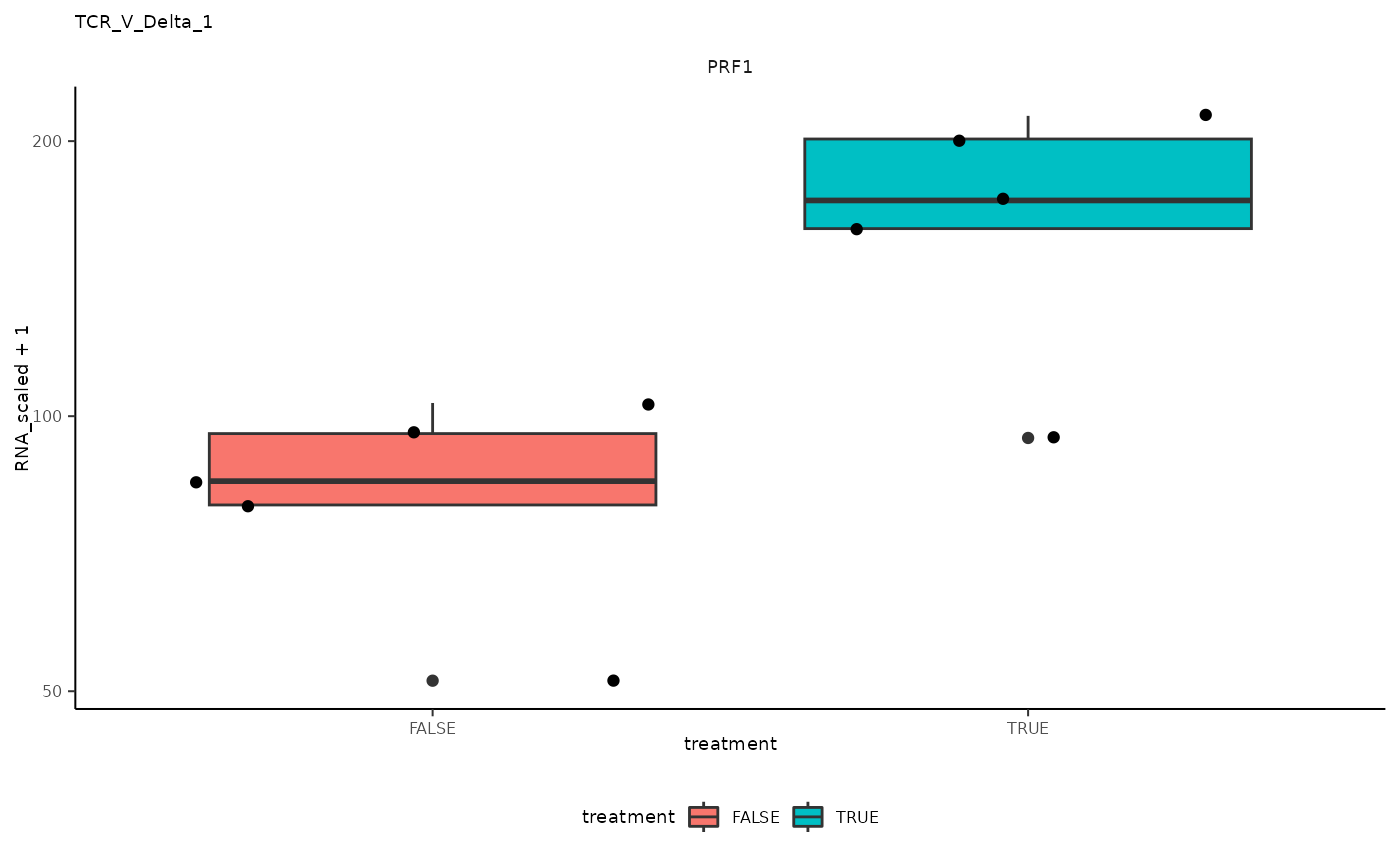 TCR_V_Delta_1
PRF1
RNA_scaled + 1
200
100
50
FALSE
TRUE
treatment
treatment FALSE TRUE